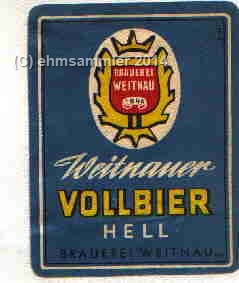 (C) ehmsammler 2014
BRAUEREI
WEITNAU
Weitnauer
VOLLBIER
HELL
BRAUEREI WEITNAU